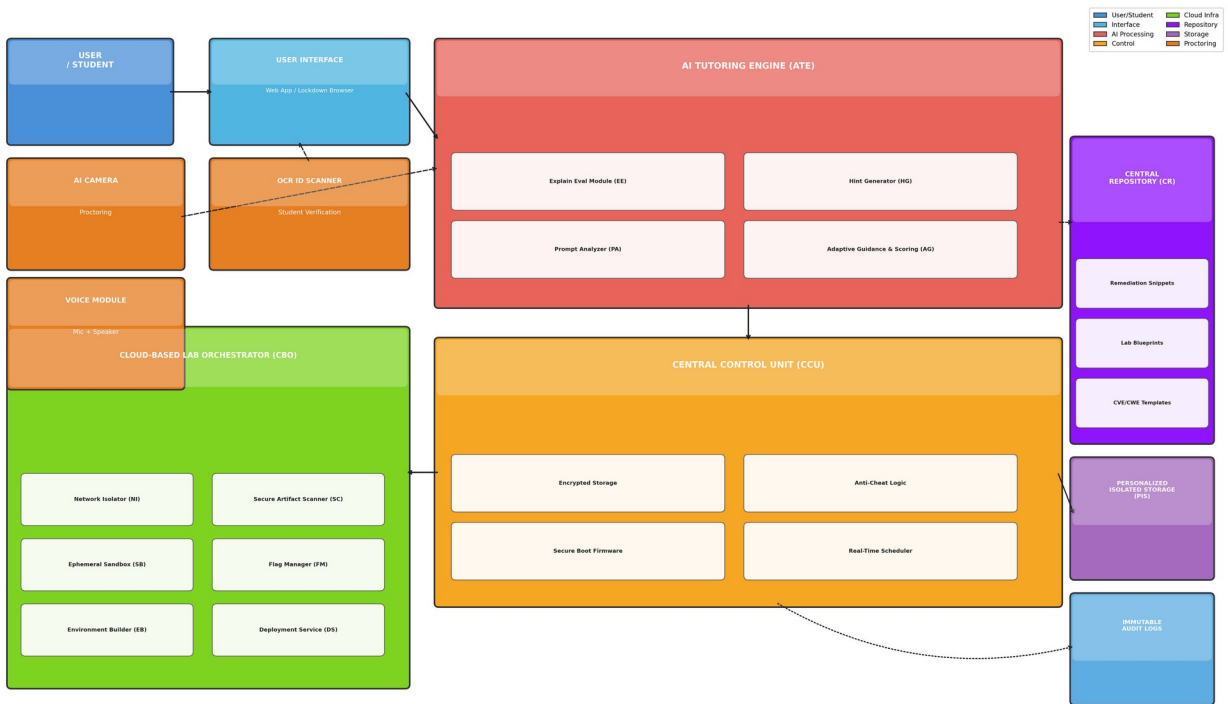 User/Student
Interface
AI Processing
Control
Cloud Infra
Repository
Storage
Proctoring
USER
/ STUDENT
USER INTERFACE
Web App / Lockdown Browser
AI TUTORING ENGINE (ATE)
Explain Eval Module (EE)
Hint Generator (HG)
Prompt Analyzer (PA)
Adaptive Guidance & Scoring (AG)
AI CAMERA
Proctoring
OCR ID SCANNER
Student Verification
CENTRAL
REPOSITORY (CR)
Remediation Snippets
Lab Blueprints
CVE/CWE Templates
VOICE MODULE
Mic + Speaker
CLOUD-BASED LAB ORCHESTRATOR (CBO)
Network Isolator (NI)
Secure Artifact Scanner (SC)
Ephemeral Sandbox (SB)
Flag Manager (FM)
Environment Builder (EB)
Deployment Service (DS)
CENTRAL CONTROL UNIT (CCU)
Encrypted Storage
Anti-Cheat Logic
Secure Boot Firmware
Real-Time Scheduler
PERSONALIZED
ISOLATED STORAGE
(PIS)
IMMUTABLE
AUDIT LOGS